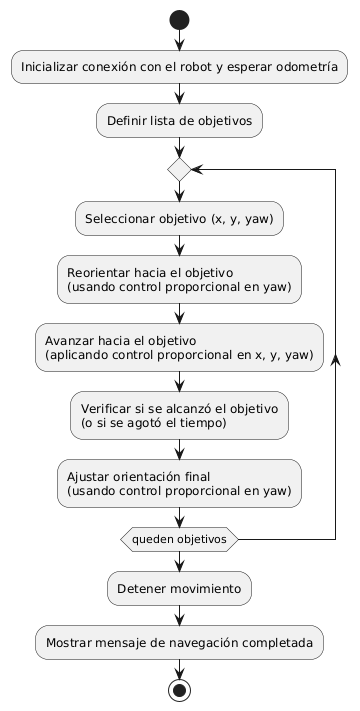 Inicializar conexión con el robot y esperar odometría
Definir lista de objetivos
Seleccionar objetivo (x, y, yaw)
Reorientar hacia el objetivo
(usando control proporcional en yaw)
Avanzar hacia el objetivo
(aplicando control proporcional en x, y, yaw)
Verificar si se alcanzó el objetivo
(o si se agotó el tiempo)
Ajustar orientación final
(usando control proporcional en yaw)
queden objetivos
Detener movimiento
Mostrar mensaje de navegación completada